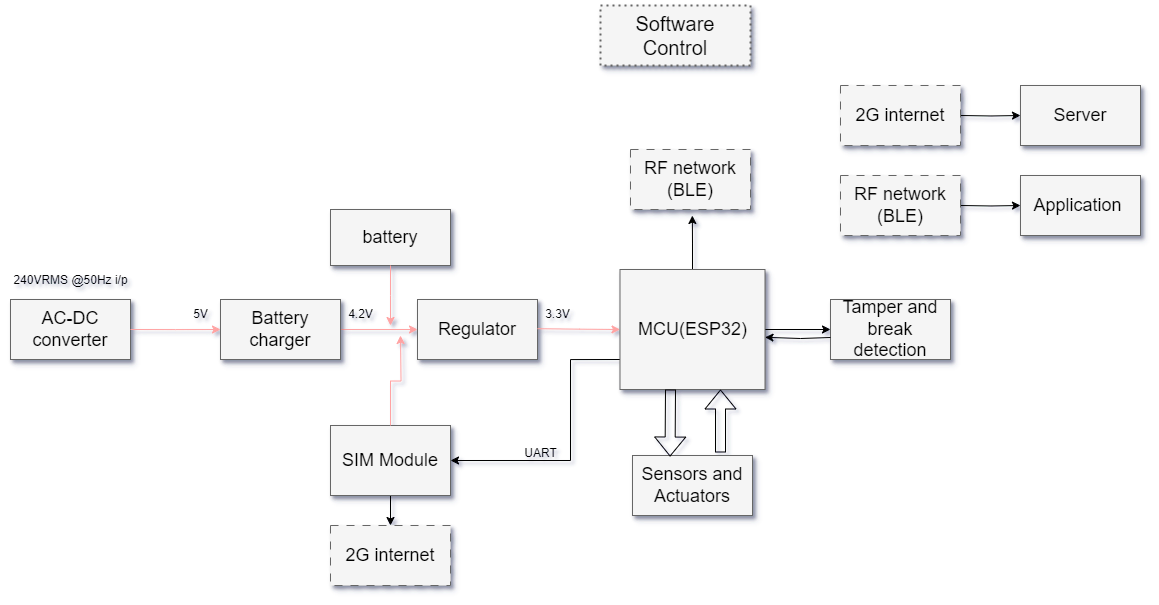 Software
Control
2G internet
Server
RF network
(BLE)
RF network
(BLE)
Application
battery
240VRMS @50Hz i/p
AC-DC
converter
5V
Battery
charger
4.2V
Regulator
3.3V
MCU(ESP32)
Tamper and
break
detection
UART
SIM Module
Sensors and
Actuators
2G internet